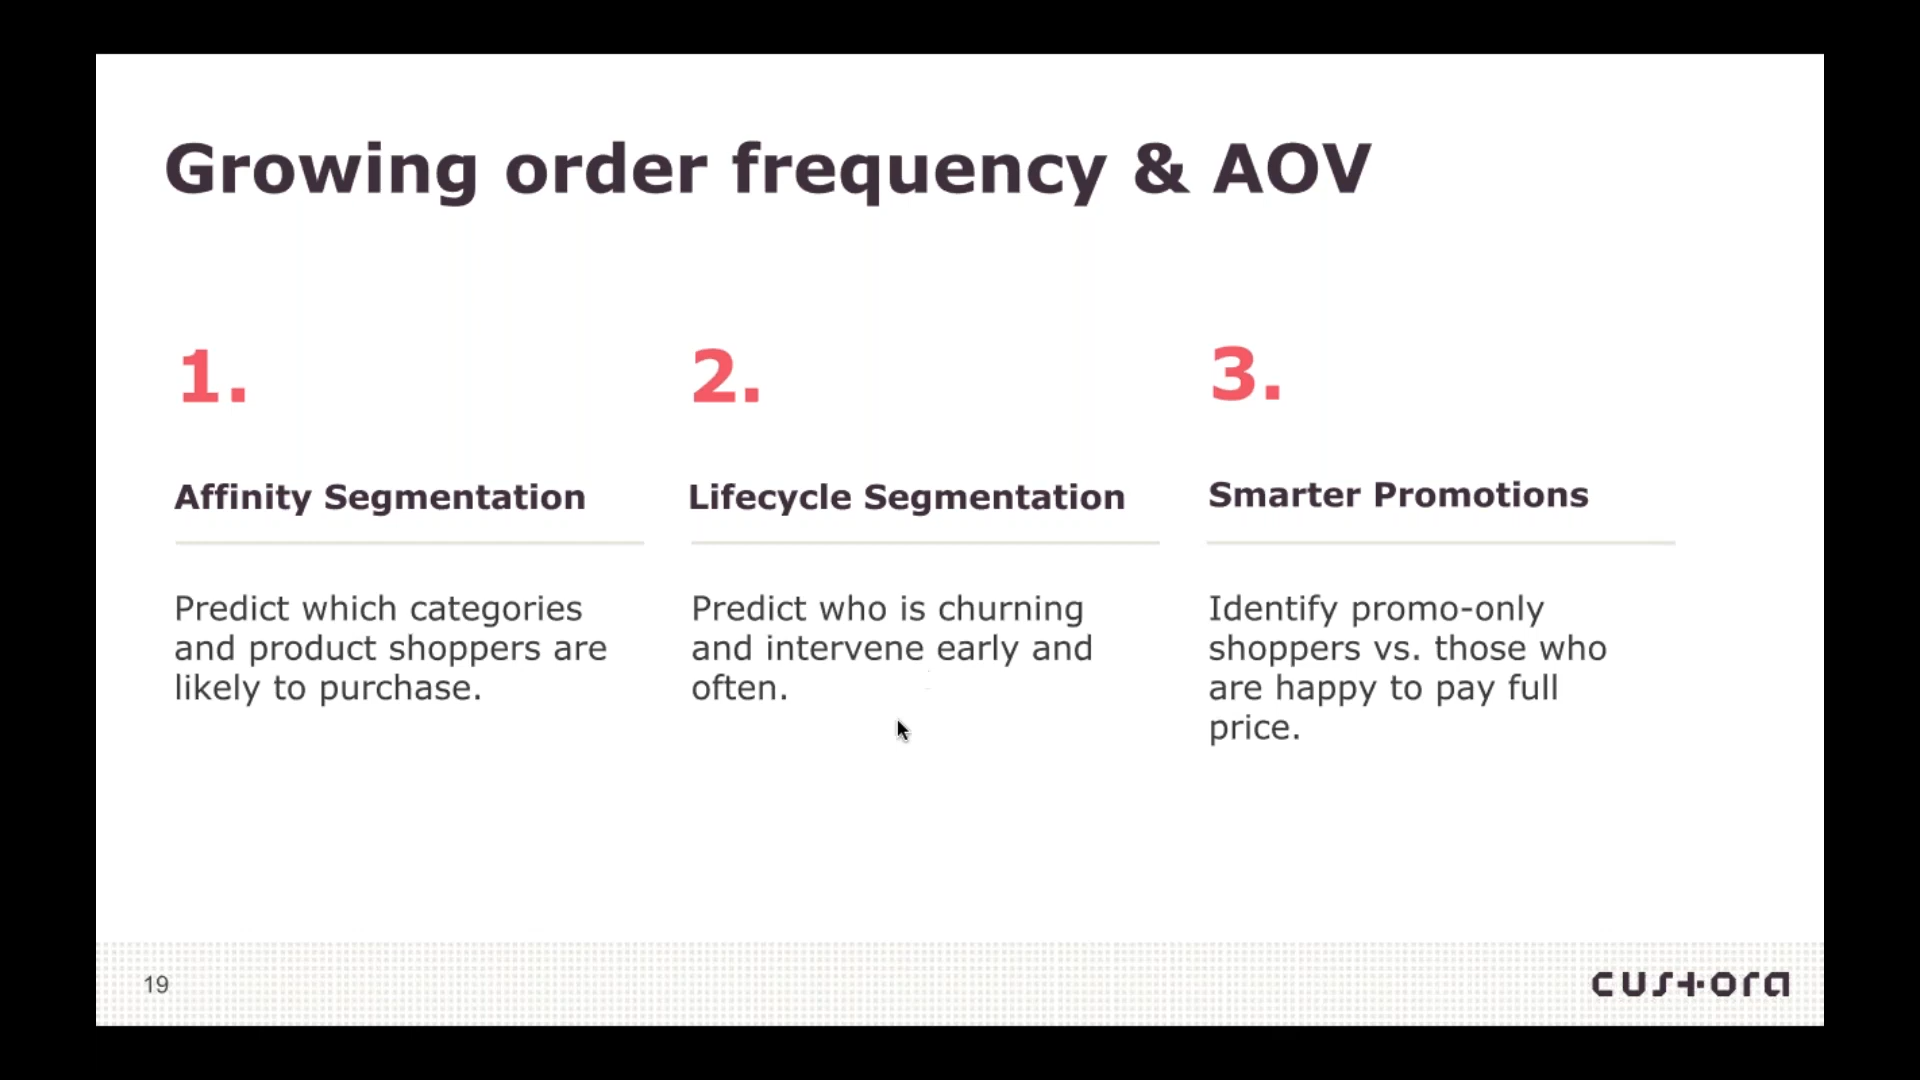 Growing order frequency & AOV
1.
Affinity Segmentation
Predict which categories
and product shoppers are
likely to purchase.
2.
Lifecycle Segmentation
Predict who is churning
and intervene early and
often.
3.
Smarter Promotions
Identify promo-only
shoppers vs. those who
are happy to pay full
price.
19
custora